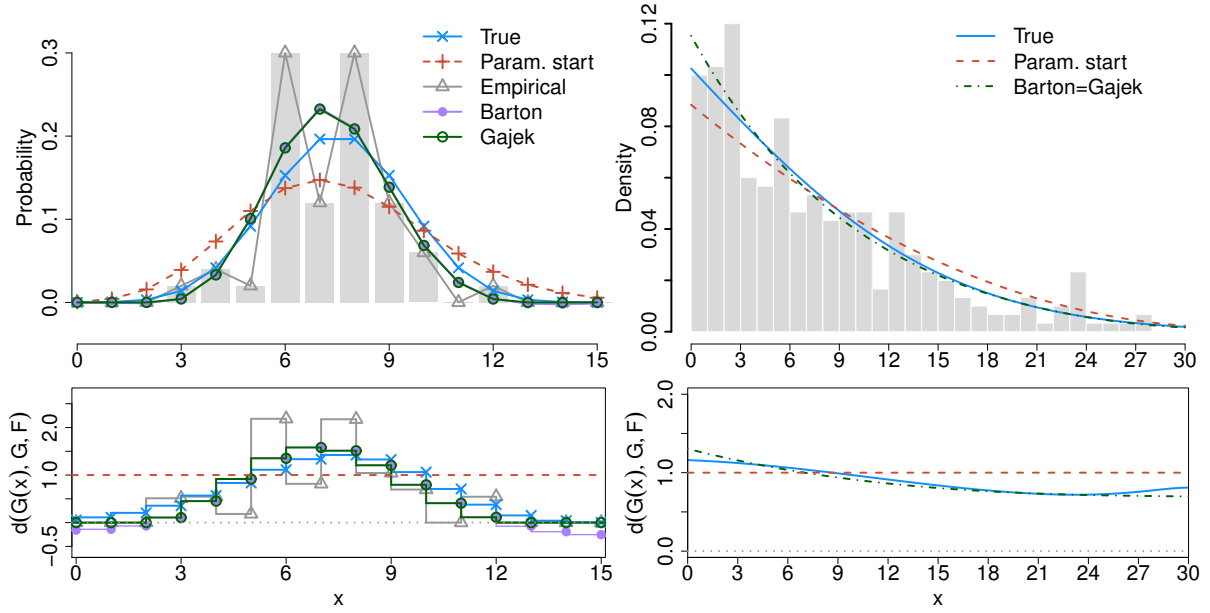 True
Param. start
Empirical
Barton
Gajek
Probability
0.3
0.2
0.1
0.0
0 3 6 9 12 15
True
Param. start
Barton=Gajek
Density
0.12
0.08
0.04
0.00
0 3 6 9 12 15 18 21 24 27 30
d(G(x), G, F)
2.0
1.0
−0.5
0 3 6 9 12 15
x
d(G(x), G, F)
2.0
1.0
0.0
0 3 6 9 12 15 18 21 24 27 30
x